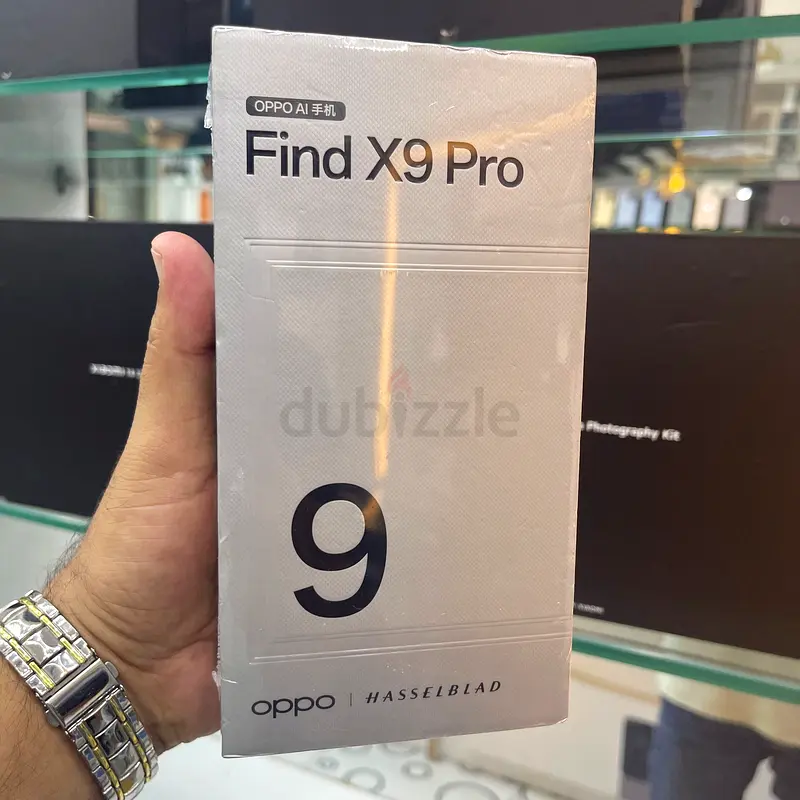 OPPO AI 手机
Find X9 Pro
dubizzle
Photography Kit
9
oppo | HASSELBLAD